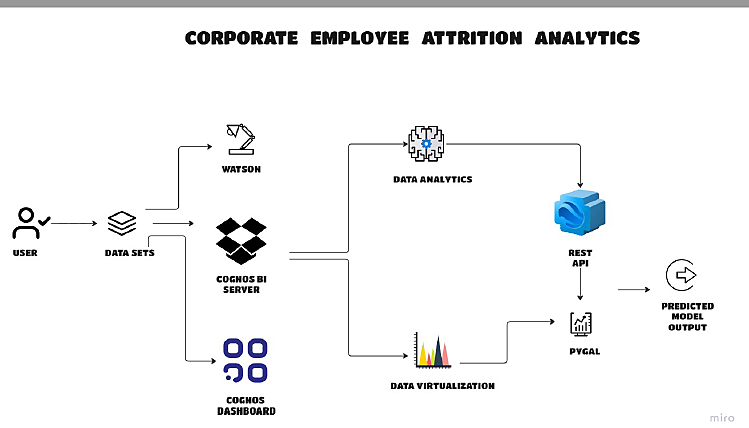 CORPORATE EMPLOYEE ATTRITION ANALYTICS
WATSON
DATA ANALYTICS
USER
DATA SETS
COGNOS BI
SERVER
REST
API
PREDICTED
MODEL
OUTPUT
PYGAL
DATA VIRTUALIZATION
COGNOS
DASHBOARD
miro